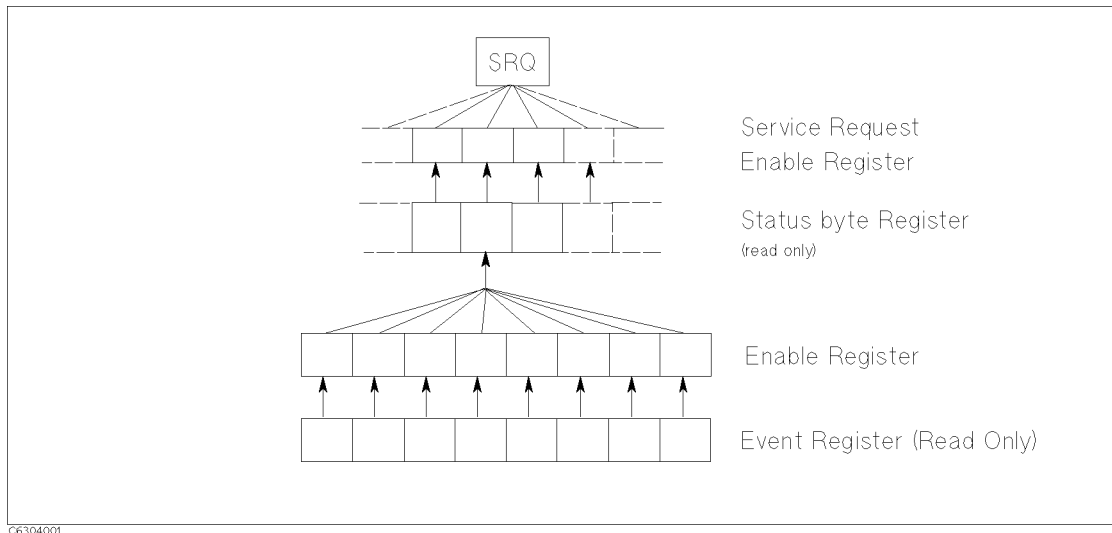 SRQ
Service Request
Enable Register
Status byte Register
(read only)
Enable Register
Event Register (Read Only)
C6304001